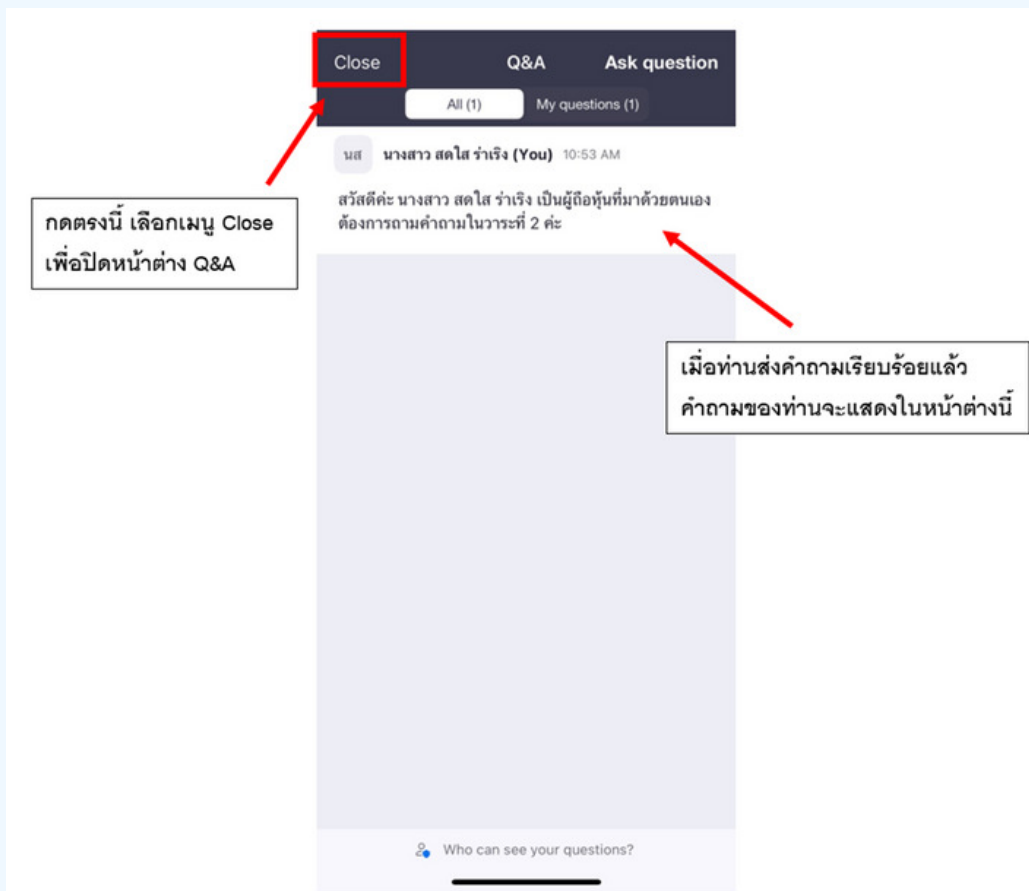 Close Q&A Ask question
All (1) My questions (1)
นส นางสาว สดใส ร่าเริง (You) 10:53 AM
สวัสดีค่ะ นางสาว สดใส ร่าเริง เป็นผู้ถือหุ้นที่มาด้วยตนเอง
ต้องการถามคำถามในวาระที่ 2 ค่ะ
กดตรงนี้ เลือกเมนู Close
เพื่อปิดหน้าต่าง Q&A
เมื่อท่านส่งคำถามเรียบร้อยแล้ว
คำถามของท่านจะแสดงในหน้าต่างนี้
Who can see your questions?